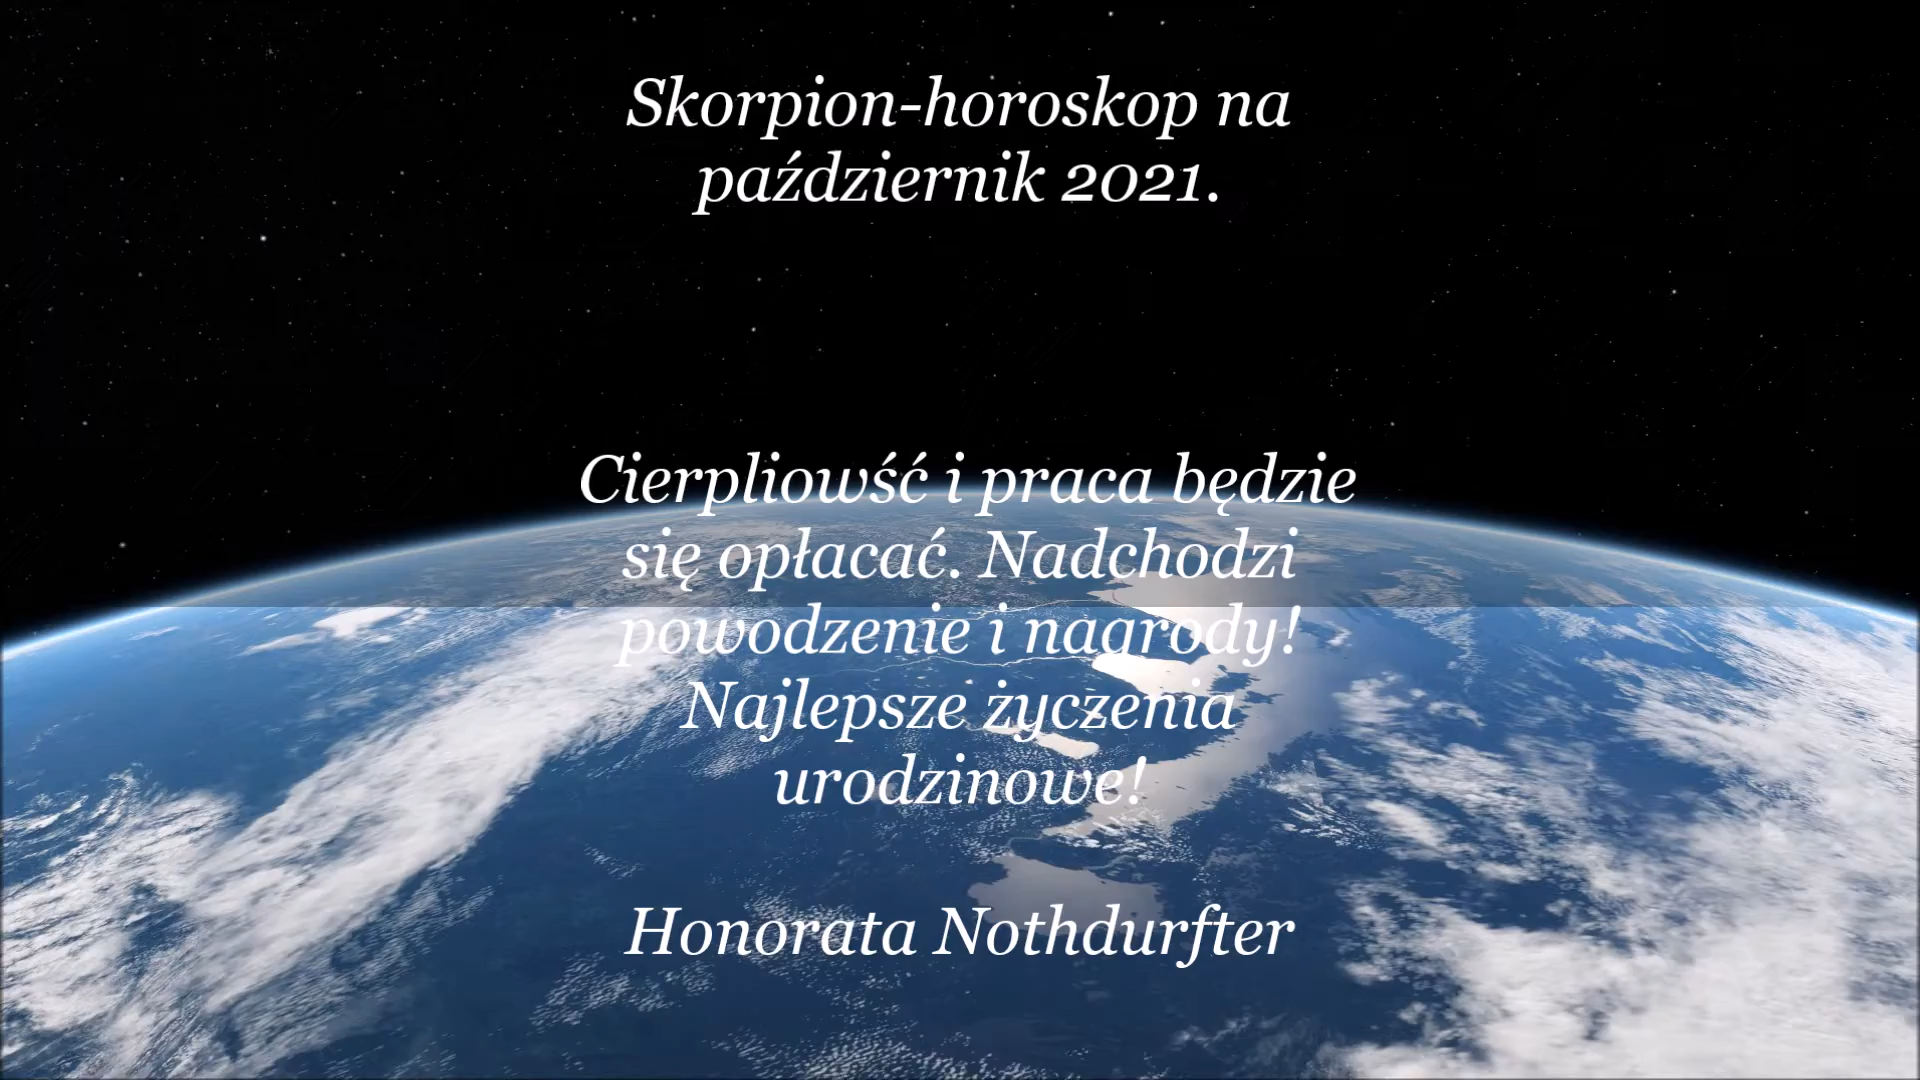 Skorpion-horoskop na
październik 2021.
Cierpliowść i praca będzie
się opłacać. Nadchodzi
powodzenie i nagrody!
Najlepsze życzenia
urodzinowe!
Honorata Nothdurfter